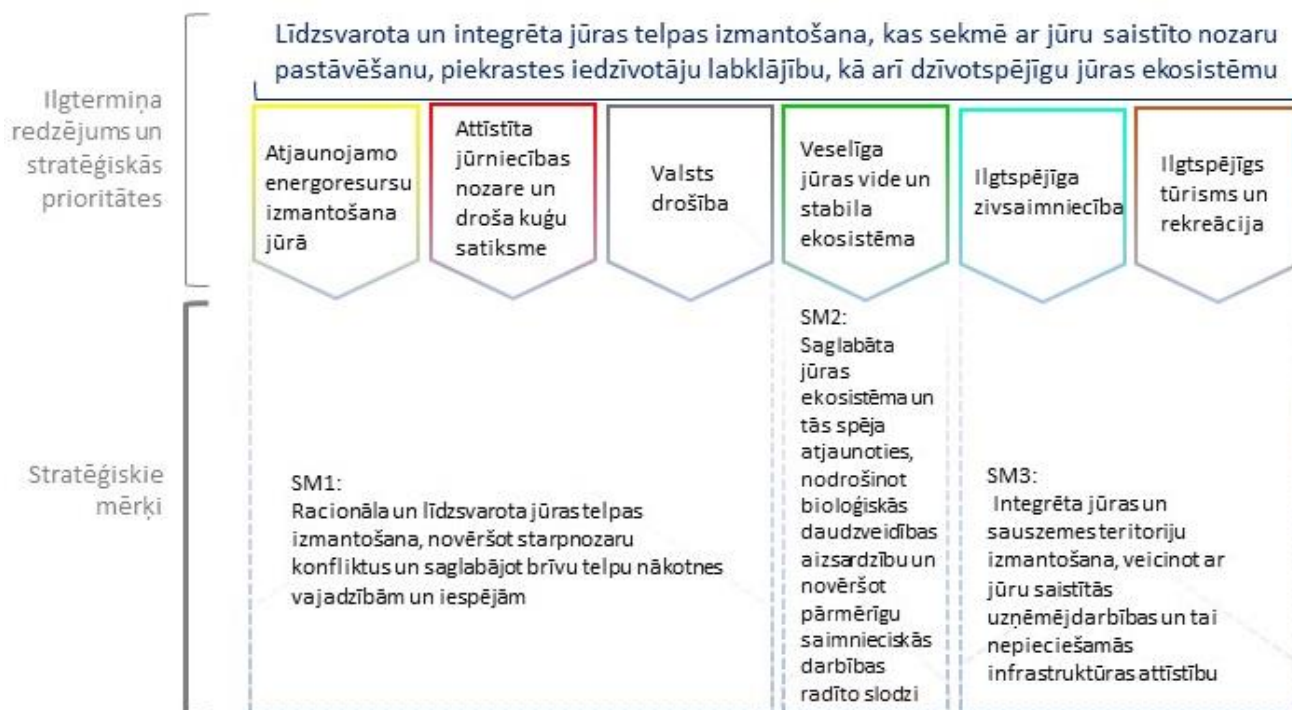 Līdzsvarota un integrēta jūras telpas izmantošana, kas sekmē ar jūru saistīto nozaru
pastāvēšanu, piekrastes iedzīvotāju labklājību, kā arī dzīvotspējīgu jūras ekosistēmu
Ilgtermiņa
redzējums un
stratēģiskās
prioritātes
Atjaunojamo
energoresursu
izmantošana
jūrā
Attīstīta
jūrniecības
nozare un
droša kuģu
satiksme
Valsts
drošība
Veselīga
jūras vide un
stabila
ekosistēma
Ilgtspējīga
zivsaimniecība
Ilgtspējīgs
tūrisms un
rekreācija
Stratēģiskie
mērķi
SM1:
Racionāla un līdzsvarota jūras telpas
izmantošana, novēršot starpnozaru
konfliktus un saglabājot brīvu telpu nākotnes
vajadzībām un iespējām
SM2:
Saglabāta
jūras
ekosistēma un
tās spēja
atjaunoties,
nodrošinot
bioloģiskās
daudzveidības
aizsardzību un
novēršot
pārmērīgu
saimnieciskās
darbības
radīto slodzi
SM3:
Integrēta jūras un
sauszemes teritoriju
izmantošana, veicinot ar
jūru saistītās
uzņēmējdarbības un tai
nepieciešamās
infrastruktūras attīstību